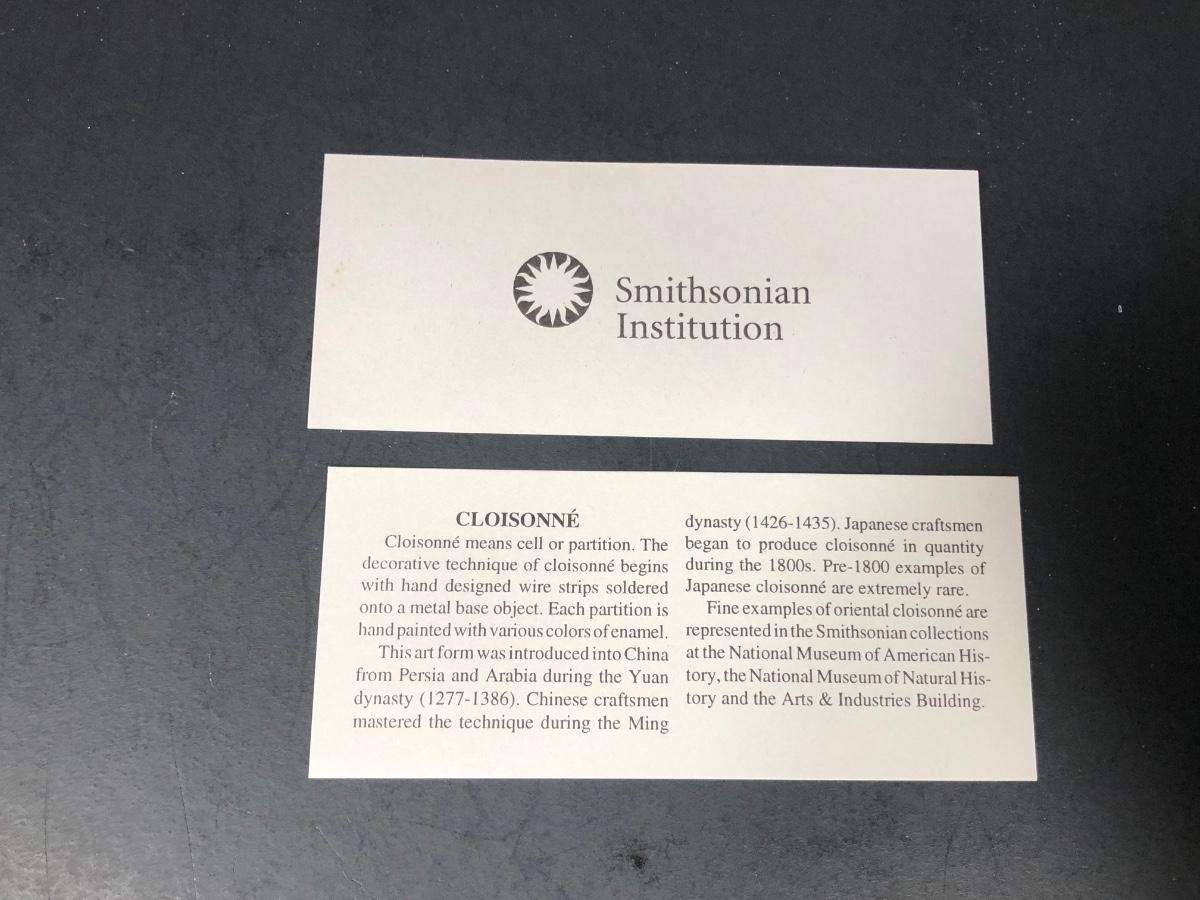 Smithsonian
Institution
CLOISONNÉ
Cloisonné means cell or partition. The
decorative technique of cloisonné begins
with hand designed wire strips soldered
onto a metal base object. Each partition is
hand painted with various colors of enamel.
This art form was introduced into China
from Persia and Arabia during the Yuan
dynasty (1277-1386). Chinese craftsmen
mastered the technique during the Ming
dynasty (1426-1435). Japanese craftsmen
began to produce cloisonné in quantity
during the 1800s. Pre-1800 examples of
Japanese cloisonné are extremely rare.
Fine examples of oriental cloisonné are
represented in the Smithsonian collections
at the National Museum of American His-
tory, the National Museum of Natural His-
tory and the Arts & Industries Building.